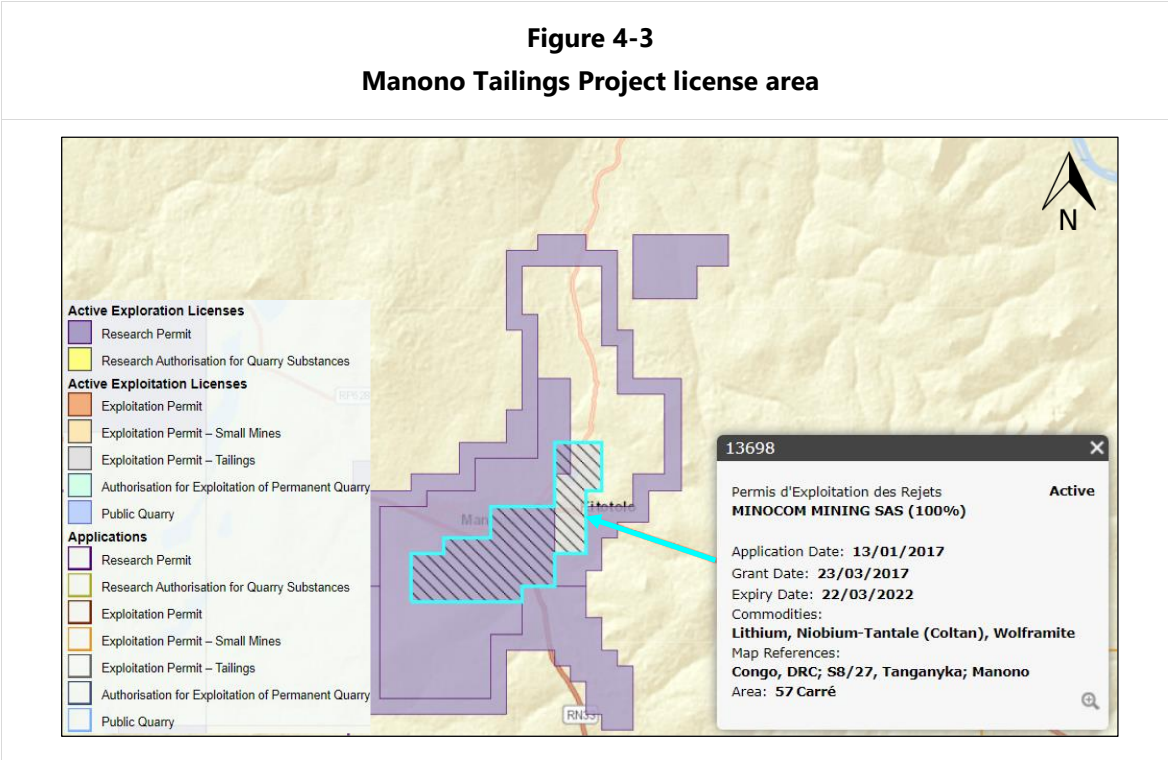 Figure 4-3
Manono Tailings Project license area
N
Active Exploration Licenses
Research Permit
Research Authorisation for Quarry Substances
Active Exploitation Licenses
Exploitation Permit
Exploitation Permit – Small Mines
Exploitation Permit – Tailings
Authorisation for Exploitation of Permanent Quarry
Public Quarry
Applications
Research Permit
Research Authorisation for Quarry Substances
Exploitation Permit
Exploitation Permit – Small Mines
Exploitation Permit – Tailings
Authorisation for Exploitation of Permanent Quarry
Public Quarry
RN33
13698
Permis d'Exploitation des Rejets Active
MINOCOM MINING SAS (100%)
Application Date: 13/01/2017
Grant Date: 23/03/2017
Expiry Date: 22/03/2022
Commodities:
Lithium, Niobium-Tantale (Coltan), Wolframite
Map References:
Congo, DRC; S8/27, Tanganyka; Manono
Area: 57 Carré